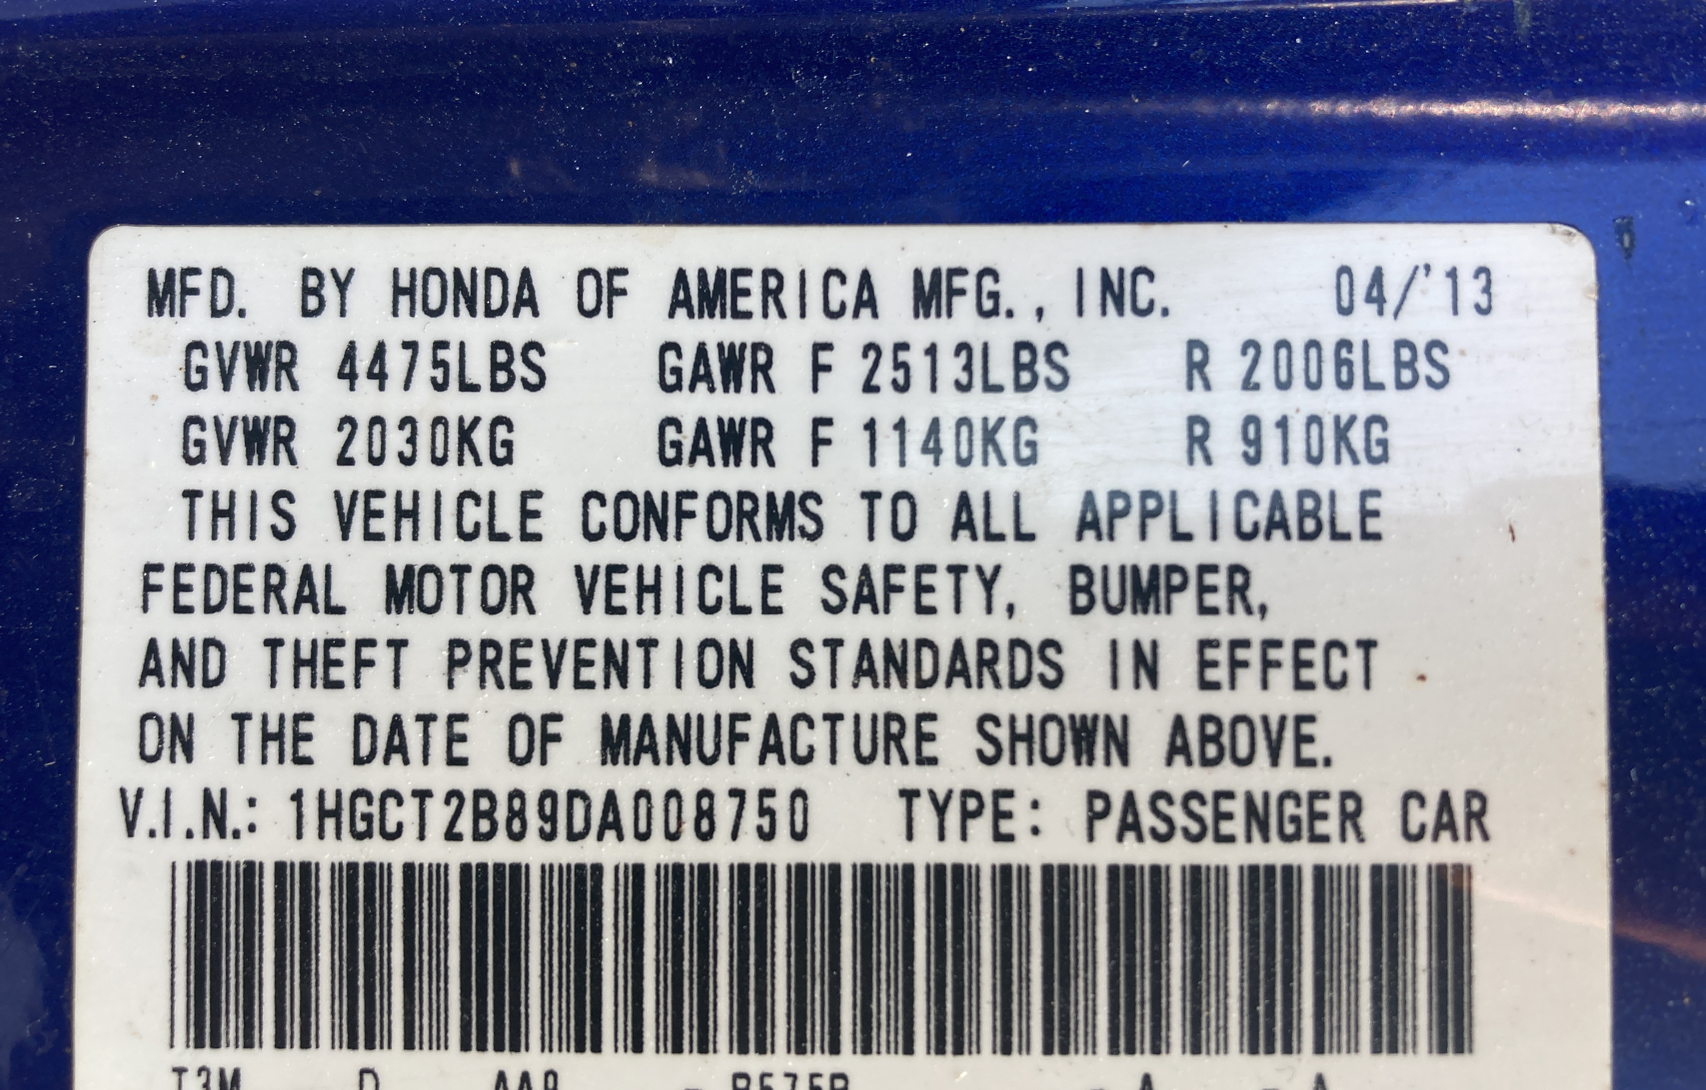 MFD. BY HONDA OF AMERICA MFG., INC. 04/'13
GVWR 4475LBS GAWR F 2513LBS R 2006LBS
GVWR 2030KG GAWR F 1140KG R 910KG
THIS VEHICLE CONFORMS TO ALL APPLICABLE
FEDERAL MOTOR VEHICLE SAFETY, BUMPER,
AND THEFT PREVENTION STANDARDS IN EFFECT
ON THE DATE OF MANUFACTURE SHOWN ABOVE.
V.I.N.: 1HGCT2B89DA008750 TYPE: PASSENGER CAR